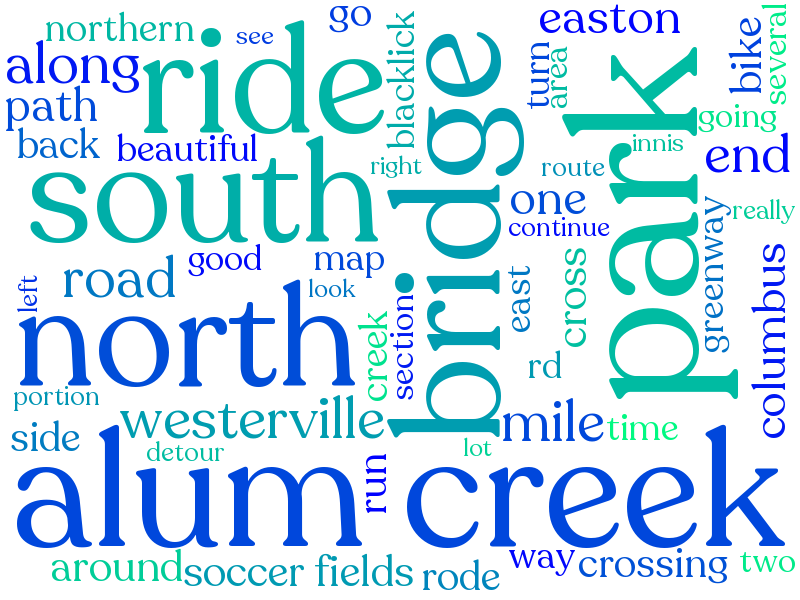 northern
see
go
blacklick
easton
turn
area
bike
several
along
ride
bridge
park
path
going
back
beautiful
right
innis
end
south
route
one
continue
greenway
really
good
map
road
left
look
east
cross
columbus
north
creek
section
rd
portion
westerville
mile
time
side
detour
lot
alum creek
run
around
soccer fields
rode
way
crossing
two